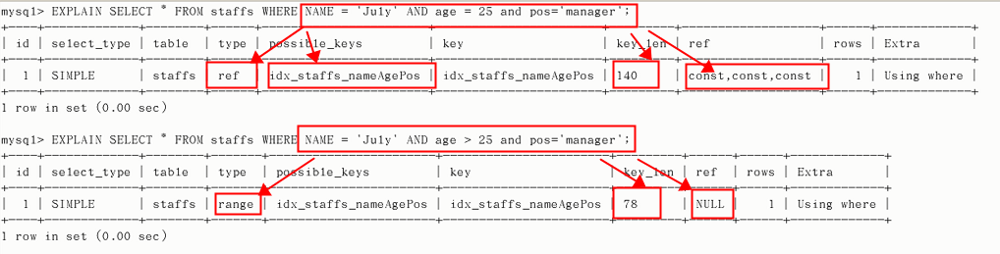 mysql> EXPLAIN SELECT * FROM staffs WHERE NAME = 'July' AND age = 25 and pos='manager';
| id | select_type | table | type | possible_keys | key | key_len | ref | rows | Extra |
| 1 | SIMPLE | staffs | ref | idx_staffs_nameAgePos | idx_staffs_nameAgePos | 140 | const,const,const | 1 | Using where |
1 row in set (0.00 sec)
mysql> EXPLAIN SELECT * FROM staffs WHERE NAME = 'July' AND age > 25 and pos='manager';
| id | select_type | table | type | possible_keys | key | key_len | ref | rows | Extra |
| 1 | SIMPLE | staffs | range | idx_staffs_nameAgePos | idx_staffs_nameAgePos | 78 | NULL | 1 | Using where |
1 row in set (0.00 sec)